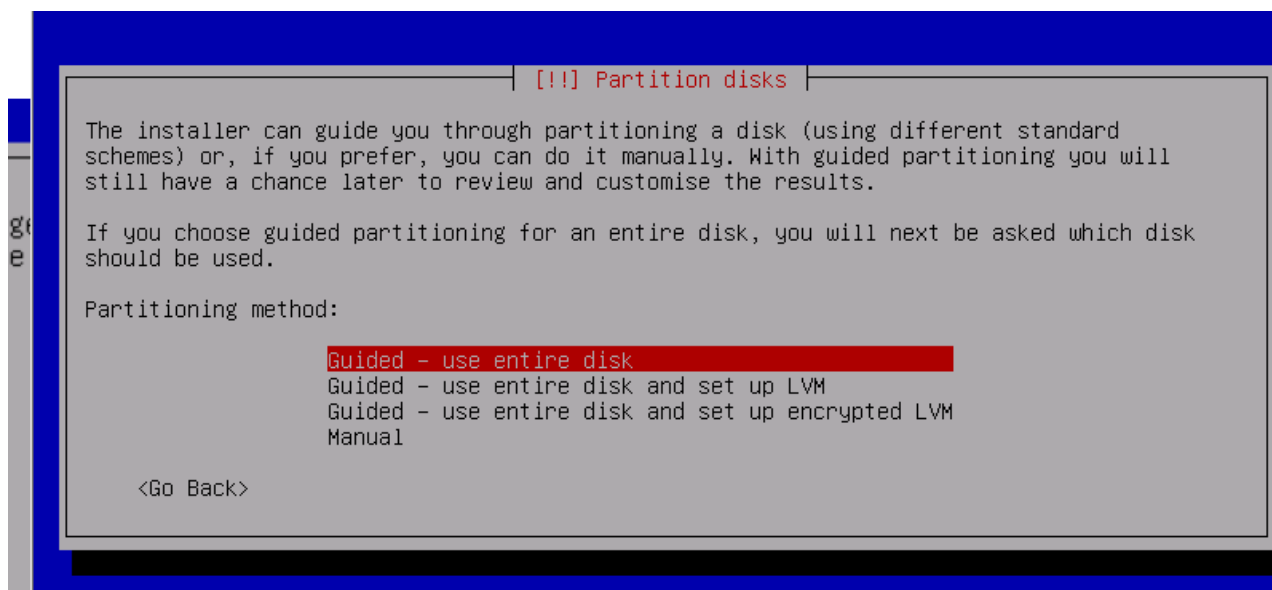 [!!] Partition disks
The installer can guide you through partitioning a disk (using different standard
schemes) or, if you prefer, you can do it manually. With guided partitioning you will
still have a chance later to review and customise the results.
If you choose guided partitioning for an entire disk, you will next be asked which disk
should be used.
Partitioning method:
Guided - use entire disk
Guided - use entire disk and set up LVM
Guided - use entire disk and set up encrypted LVM
Manual
<Go Back>